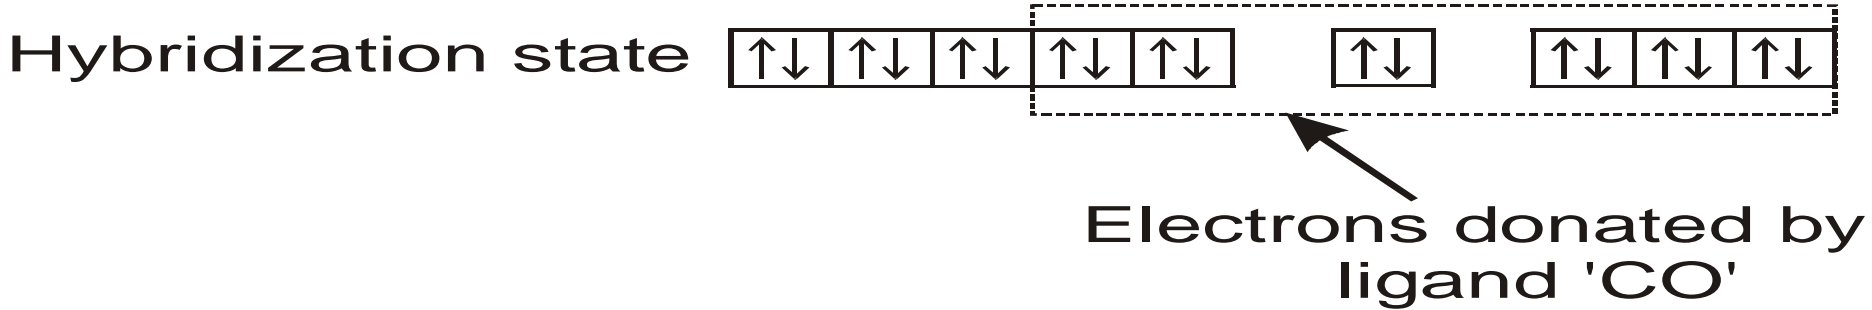 Hybridization state ↑↓ ↑↓ ↑↓ ↑↓ ↑↓ ↑↓ ↑↓ ↑↓ ↑↓
Electrons donated by
ligand 'CO'